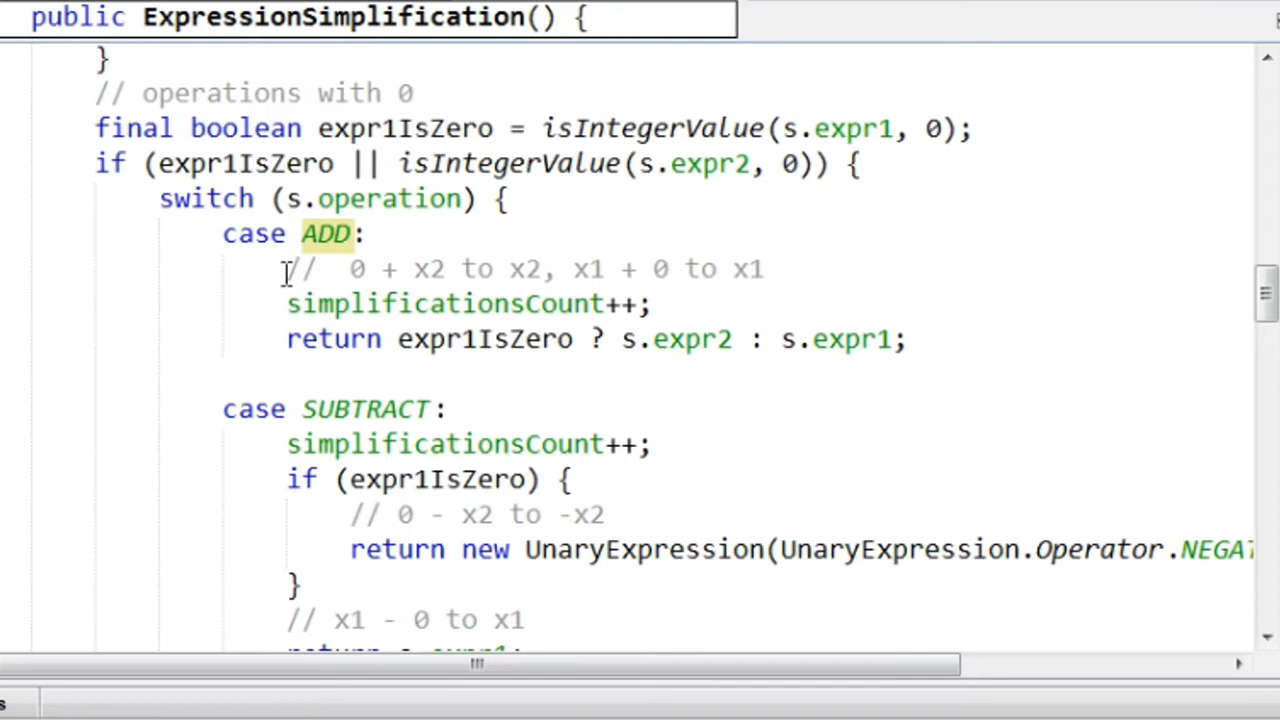 public ExpressionSimplification() {
}
// operations with 0
final boolean expr1IsZero = isIntegerValue(s.expr1, 0);
if (expr1IsZero || isIntegerValue(s.expr2, 0)) {
switch (s.operation) {
case ADD:
//  0 + x2 to x2, x1 + 0 to x1
simplificationsCount++;
return expr1IsZero ? s.expr2 : s.expr1;
case SUBTRACT:
simplificationsCount++;
if (expr1IsZero) {
// 0 - x2 to -x2
return new UnaryExpression(UnaryExpression.Operator.NEGAT
}
// x1 - 0 to x1